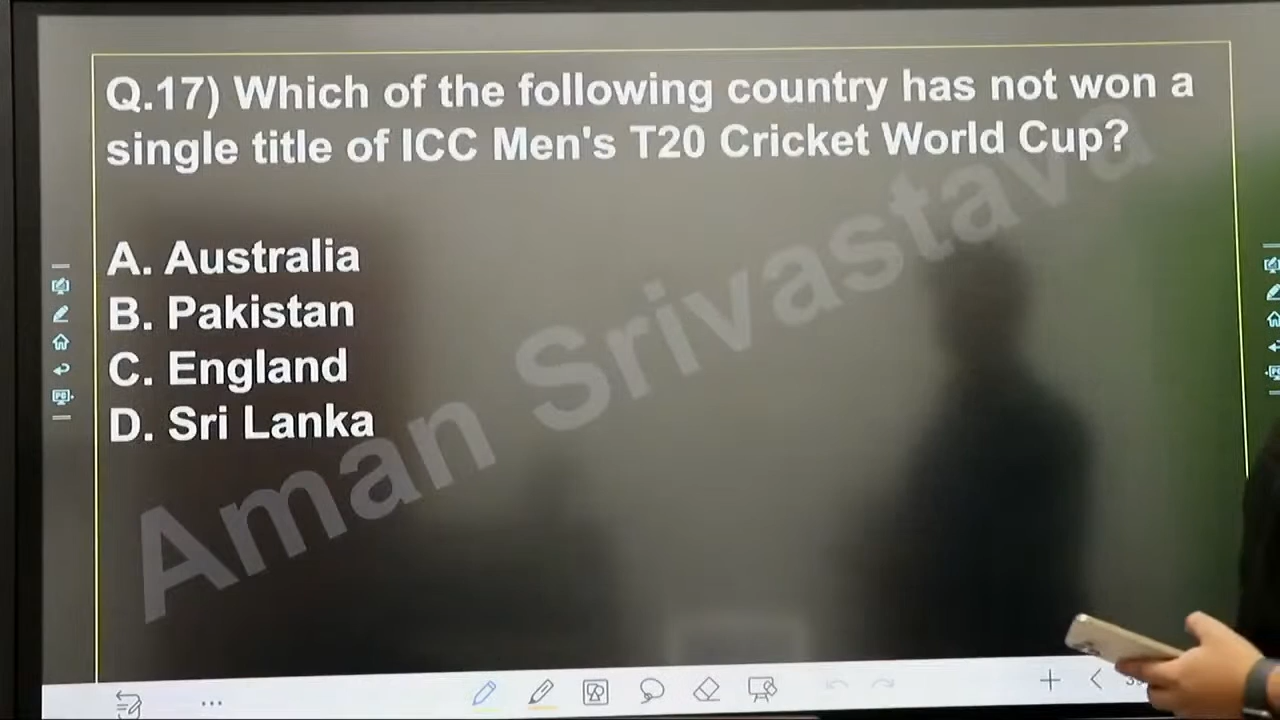 Q.17) Which of the following country has not won a
single title of ICC Men's T20 Cricket World Cup?
A. Australia
B. Pakistan
C. England
D. Sri Lanka
Aman Srivastava